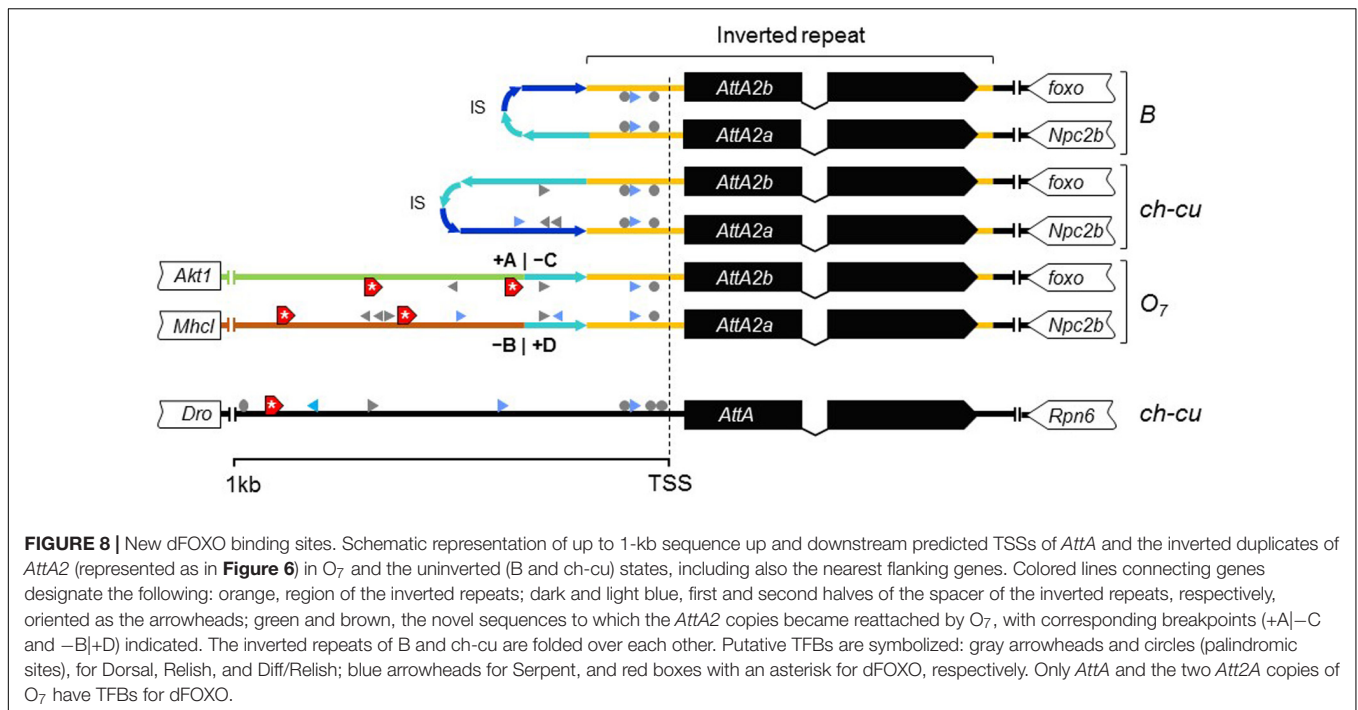 Inverted repeat
IS
AttA2b
foxo
B
AttA2a
Npc2b
IS
AttA2b
foxo
ch-cu
AttA2a
Npc2b
+A | −C
Akt1
*
*
AttA2b
foxo
O7
Mhcl
*
*
AttA2a
Npc2b
−B | +D
Dro
*
AttA
Rpn6
ch-cu
1kb
TSS
FIGURE 8 | New dFOXO binding sites. Schematic representation of up to 1-kb sequence up and downstream predicted TSSs of AttA and the inverted duplicates of
AttA2 (represented as in Figure 6) in O7 and the uninverted (B and ch-cu) states, including also the nearest flanking genes. Colored lines connecting genes
designate the following: orange, region of the inverted repeats; dark and light blue, first and second halves of the spacer of the inverted repeats, respectively,
oriented as the arrowheads; green and brown, the novel sequences to which the AttA2 copies became reattached by O7, with corresponding breakpoints (+A|−C
and −B|+D) indicated. The inverted repeats of B and ch-cu are folded over each other. Putative TFBs are symbolized: gray arrowheads and circles (palindromic
sites), for Dorsal, Relish, and Diff/Relish; blue arrowheads for Serpent, and red boxes with an asterisk for dFOXO, respectively. Only AttA and the two Att2A copies of
O7 have TFBs for dFOXO.